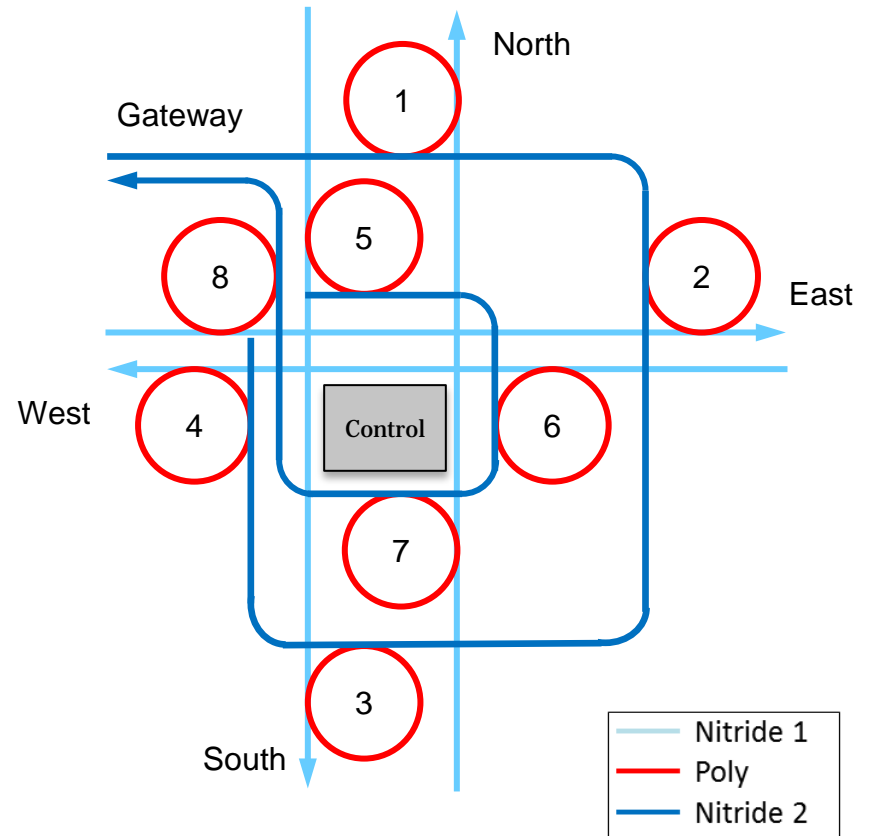 North
1
Gateway
5
8
2
East
West
4
Control
6
7
3
South
Nitride 1
Poly
Nitride 2